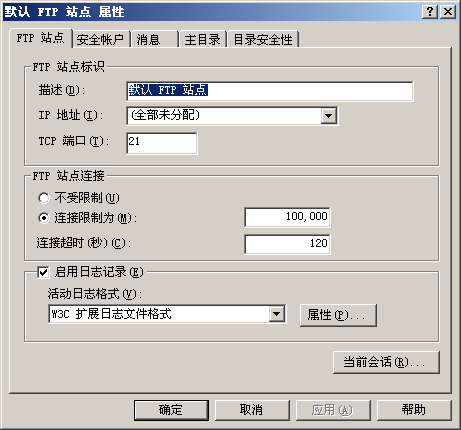 默认 FTP 站点 属性
FTP 站点 安全帐户 消息 主目录 目录安全性
FTP 站点标识
描述(D): 默认 FTP 站点
IP 地址(I): (全部未分配)
TCP 端口(T): 21
FTP 站点连接
不受限制(U)
连接限制为(M): 100,000
连接超时(秒)(C): 120
启用日志记录(E)
活动日志格式(V):
W3C 扩展日志文件格式 属性(P)...
当前会话(R)...
确定 取消 应用(A) 帮助